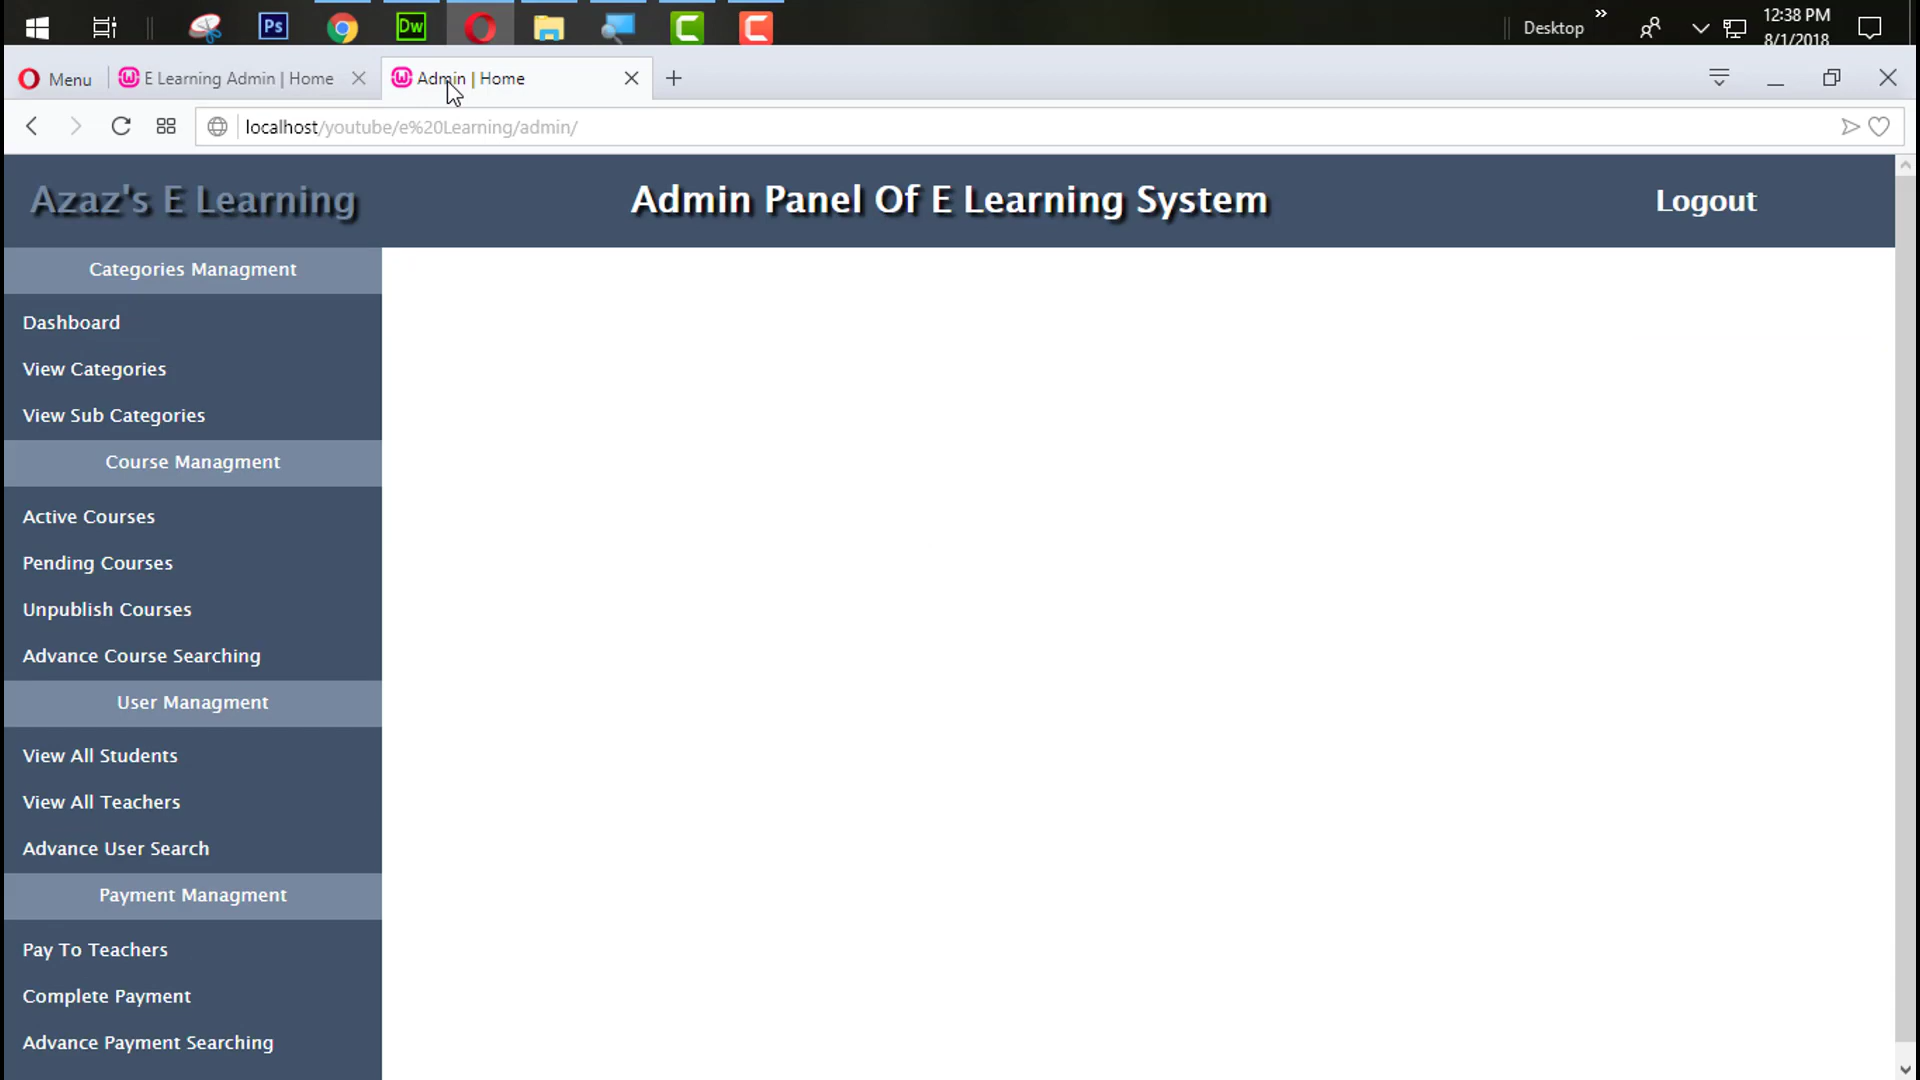 Ps
Dw
Desktop
»
12:38 PM
8/1/2018
Menu
E Learning Admin | Home
Admin | Home
localhost/youtube/e%20Learning/admin/
Azaz's E Learning
Admin Panel Of E Learning System
Logout
Categories Managment
Dashboard
View Categories
View Sub Categories
Course Managment
Active Courses
Pending Courses
Unpublish Courses
Advance Course Searching
User Managment
View All Students
View All Teachers
Advance User Search
Payment Managment
Pay To Teachers
Complete Payment
Advance Payment Searching